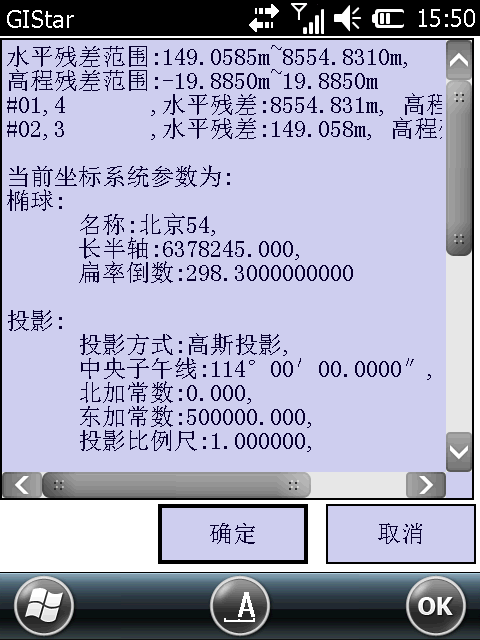 GIStar 15:50
水平残差范围:149.0585m~8554.8310m,
高程残差范围:-19.8850m~19.8850m
#01,4 ,水平残差:8554.831m, 高程
#02,3 ,水平残差:149.058m, 高程
当前坐标系统参数为:
椭球:
名称:北京54,
长半轴:6378245.000,
扁率倒数:298.3000000000
投影:
投影方式:高斯投影,
中央子午线:114° 00′ 00.0000″,
北加常数:0.000,
东加常数:500000.000,
投影比例尺:1.000000,
确定 取消
A OK